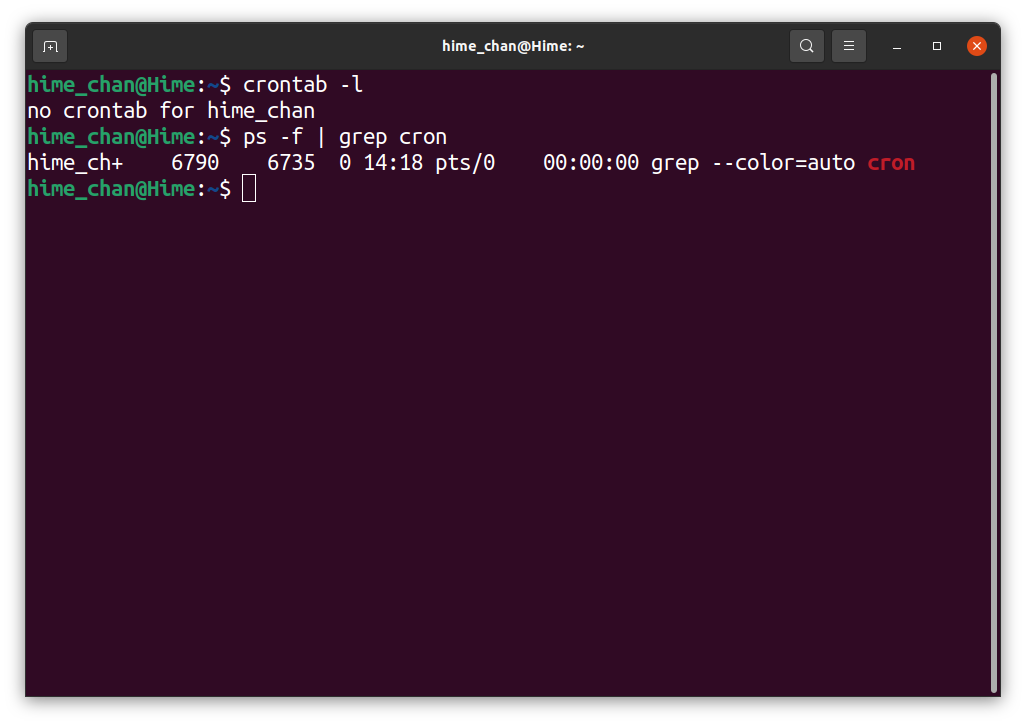 hime_chan@Hime: ~
hime_chan@Hime:~$ crontab -l
no crontab for hime_chan
hime_chan@Hime:~$ ps -f | grep cron
hime_ch+    6790    6735  0 14:18 pts/0    00:00:00 grep --color=auto cron
hime_chan@Hime:~$